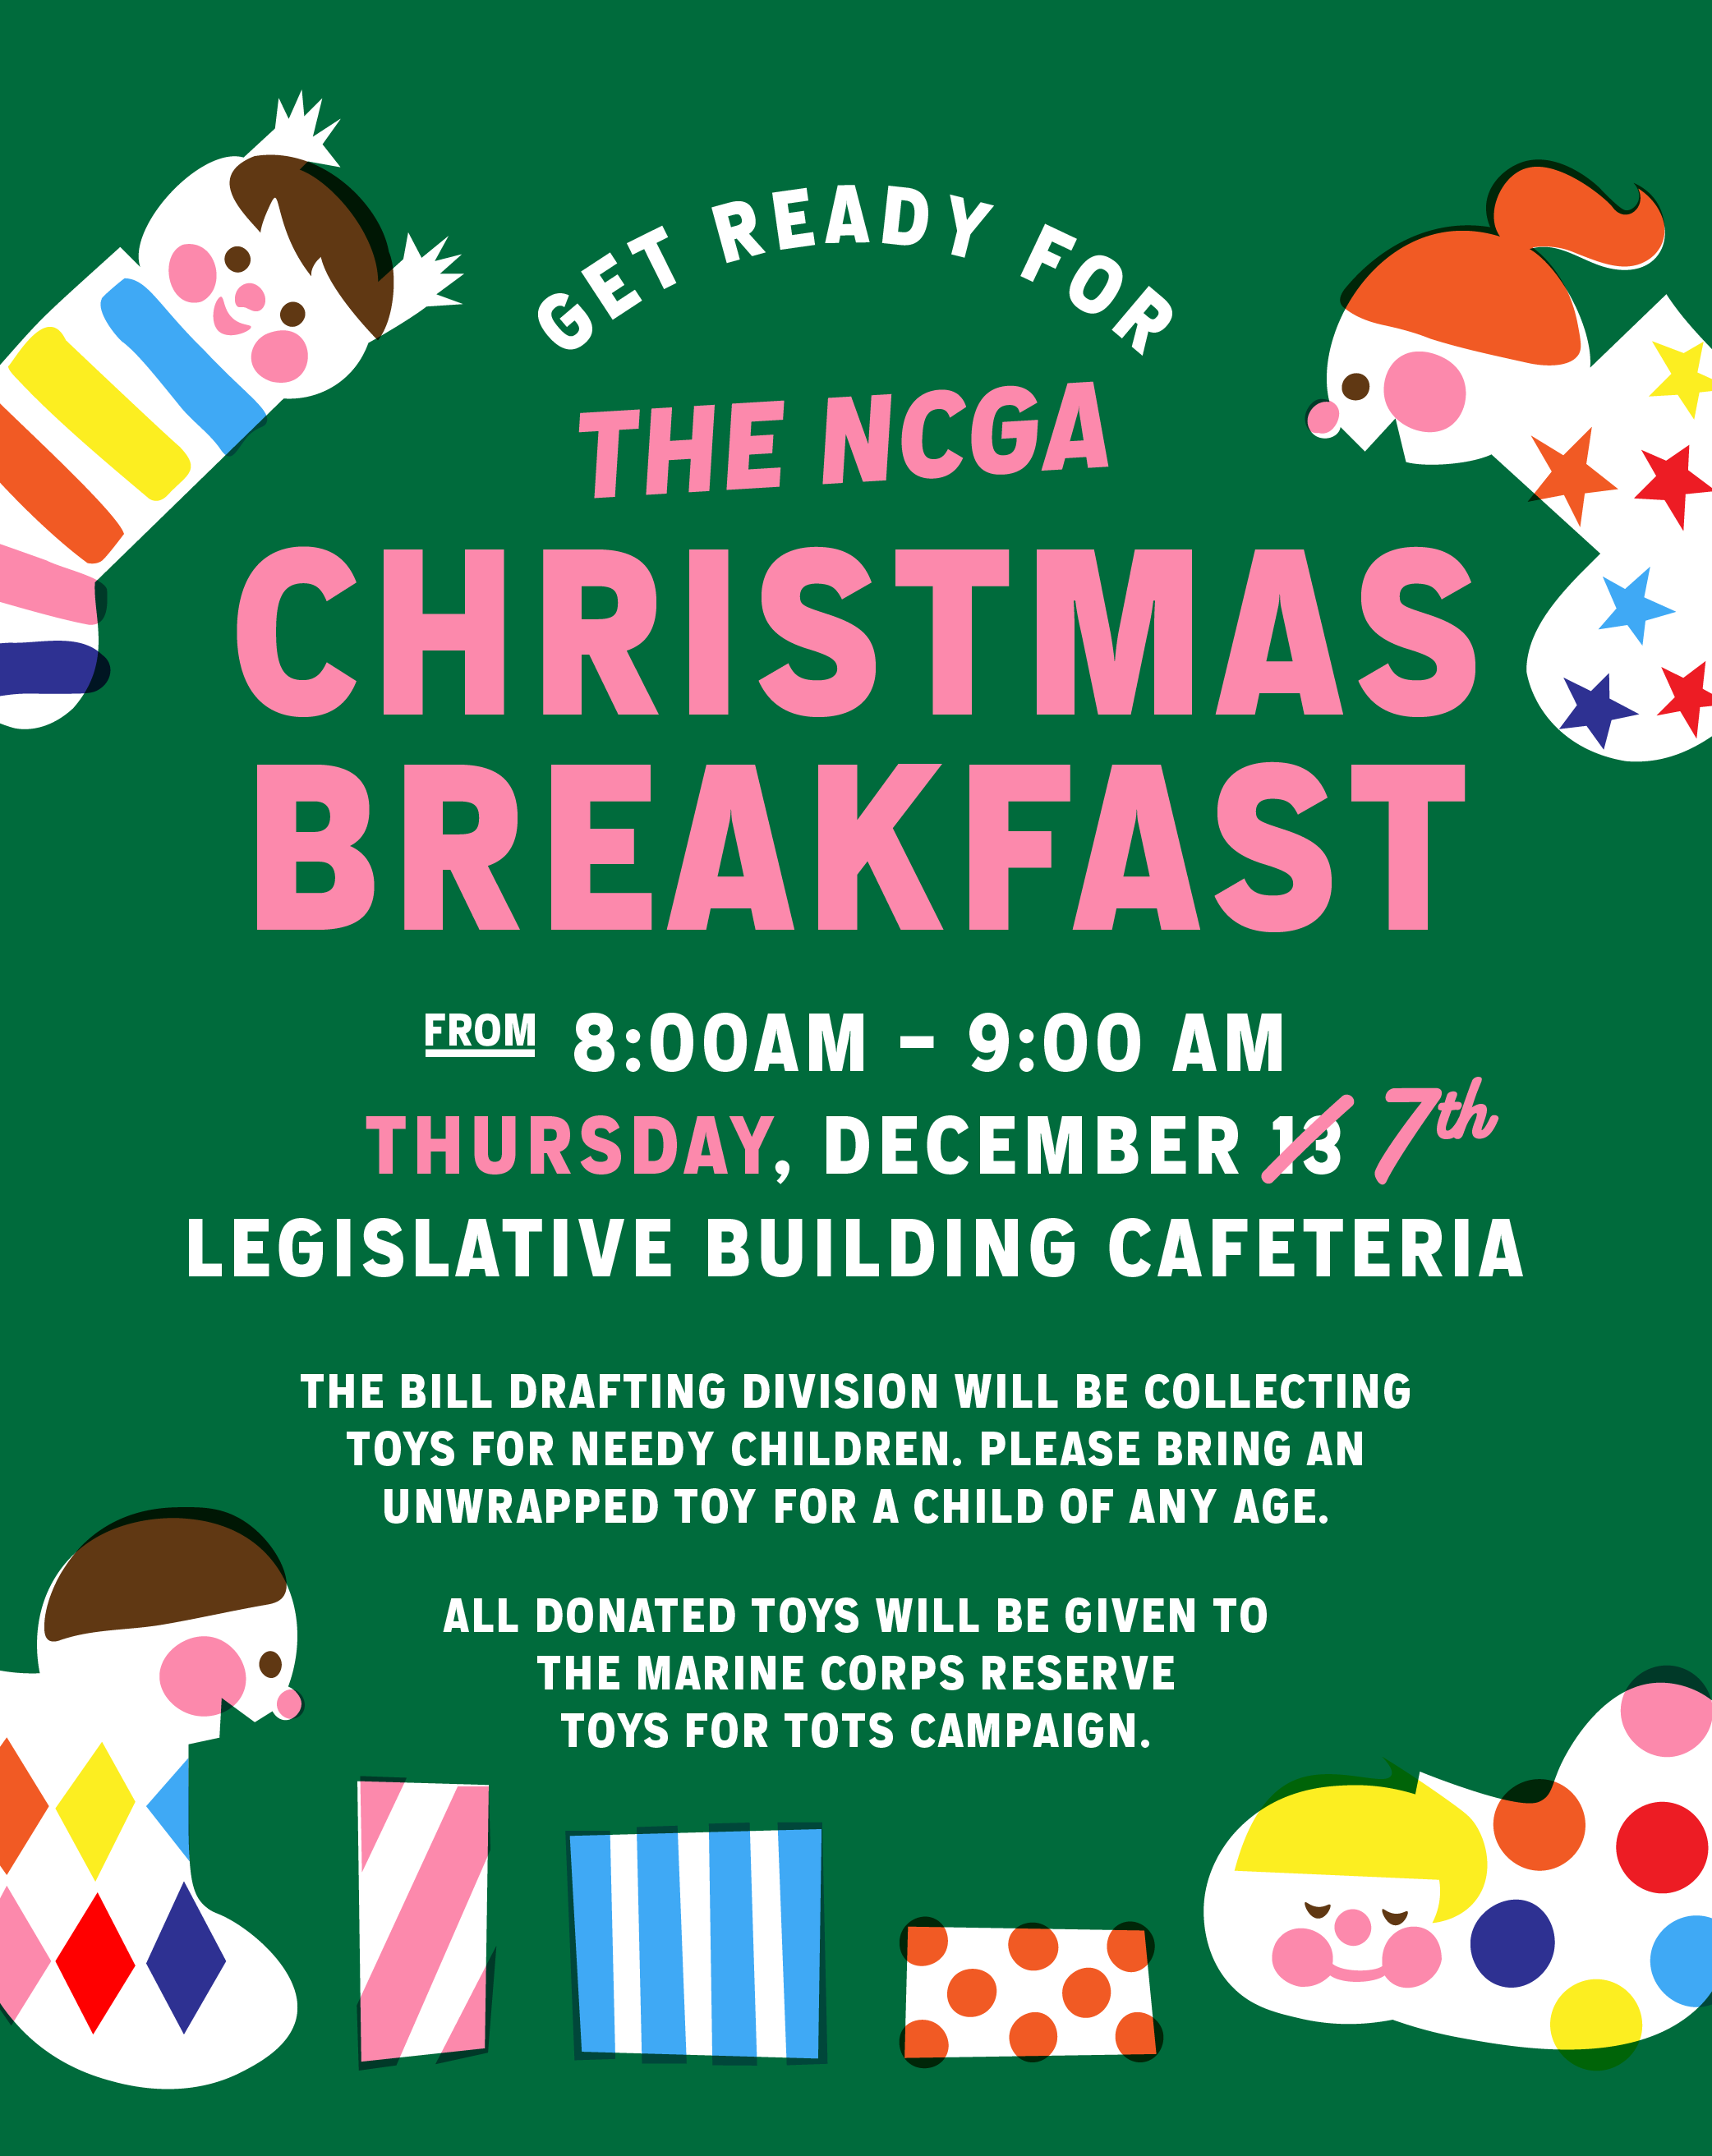 GET READY FOR
THE NCGA
CHRISTMAS
BREAKFAST
FROM 8:00AM – 9:00 AM
THURSDAY, DECEMBER 13 7th
LEGISLATIVE BUILDING CAFETERIA
THE BILL DRAFTING DIVISION WILL BE COLLECTING
TOYS FOR NEEDY CHILDREN. PLEASE BRING AN
UNWRAPPED TOY FOR A CHILD OF ANY AGE.
ALL DONATED TOYS WILL BE GIVEN TO
THE MARINE CORPS RESERVE
TOYS FOR TOTS CAMPAIGN.